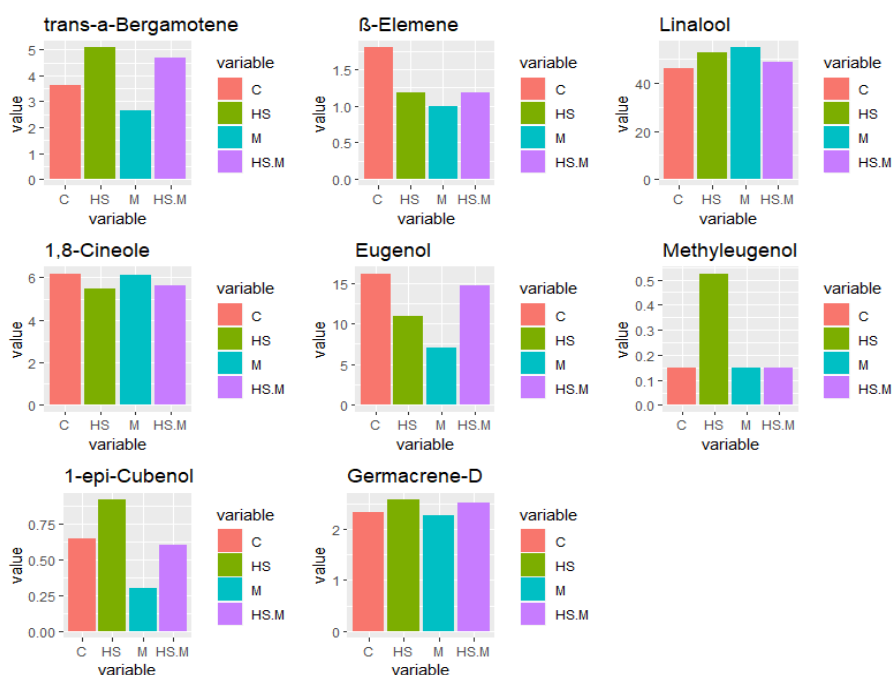 trans-a-Bergamotene
value
5
4
3
2
1
0
C HS M HS.M
variable
variable
C
HS
M
HS.M
ß-Elemene
value
1.5
1.0
0.5
0.0
C HS M HS.M
variable
variable
C
HS
M
HS.M
Linalool
value
40
20
0
C HS M HS.M
variable
variable
C
HS
M
HS.M
1,8-Cineole
value
6
4
2
0
C HS M HS.M
variable
variable
C
HS
M
HS.M
Eugenol
value
15
10
5
0
C HS M HS.M
variable
variable
C
HS
M
HS.M
Methyleugenol
value
0.5
0.4
0.3
0.2
0.1
0.0
C HS M HS.M
variable
variable
C
HS
M
HS.M
1-epi-Cubenol
value
0.75
0.50
0.25
0.00
C HS M HS.M
variable
variable
C
HS
M
HS.M
Germacrene-D
value
2
1
0
C HS M HS.M
variable
variable
C
HS
M
HS.M